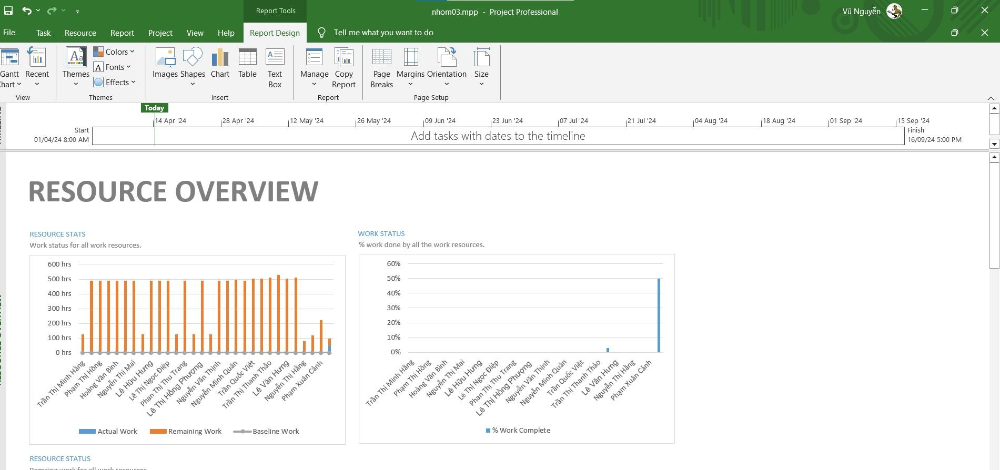 Report Tools
nhom03.mpp - Project Professional
Vũ Nguyễn
File Task Resource Report Project View Help Report Design Tell me what you want to do
Gantt Chart
Recent
View
Themes
Colors
Fonts
Effects
Themes
Images
Shapes
Chart
Table
Text Box
Insert
Manage
Copy Report
Report
Page Breaks
Margins
Orientation
Size
Page Setup
Today
14 Apr '24 28 Apr '24 12 May '24 26 May '24 09 Jun '24 23 Jun '24 07 Jul '24 21 Jul '24 04 Aug '24 18 Aug '24 01 Sep '24 15 Sep '24
Start
01/04/24 8:00 AM
Add tasks with dates to the timeline
Finish
16/09/24 5:00 PM
RESOURCE OVERVIEW
RESOURCE STATS
Work status for all work resources.
600 hrs
500 hrs
400 hrs
300 hrs
200 hrs
100 hrs
0 hrs
Trần Thị Minh Hằng
Phạm Thị Hồng
Hoàng Văn Bình
Nguyễn Thị Mai
Lê Hữu Hưng
Lê Thị Ngọc Diệp
Phan Thị Thu Trang
Lê Thị Hồng Phượng
Nguyễn Văn Thịnh
Nguyễn Minh Quân
Trần Quốc Việt
Trần Thị Thanh Thảo
Lê Văn Hưng
Nguyễn Thị Hằng
Phạm Xuân Cảnh
Actual Work Remaining Work Baseline Work
WORK STATUS
% work done by all the work resources.
60%
50%
40%
30%
20%
10%
0%
Trần Thị Minh Hằng
Phạm Thị Hồng
Hoàng Văn Bình
Nguyễn Thị Mai
Lê Hữu Hưng
Lê Thị Ngọc Diệp
Phan Thị Thu Trang
Lê Thị Hồng Phượng
Nguyễn Văn Thịnh
Nguyễn Minh Quân
Trần Quốc Việt
Trần Thị Thanh Thảo
Lê Văn Hưng
Nguyễn Thị Hằng
Phạm Xuân Cảnh
% Work Complete
RESOURCE STATUS